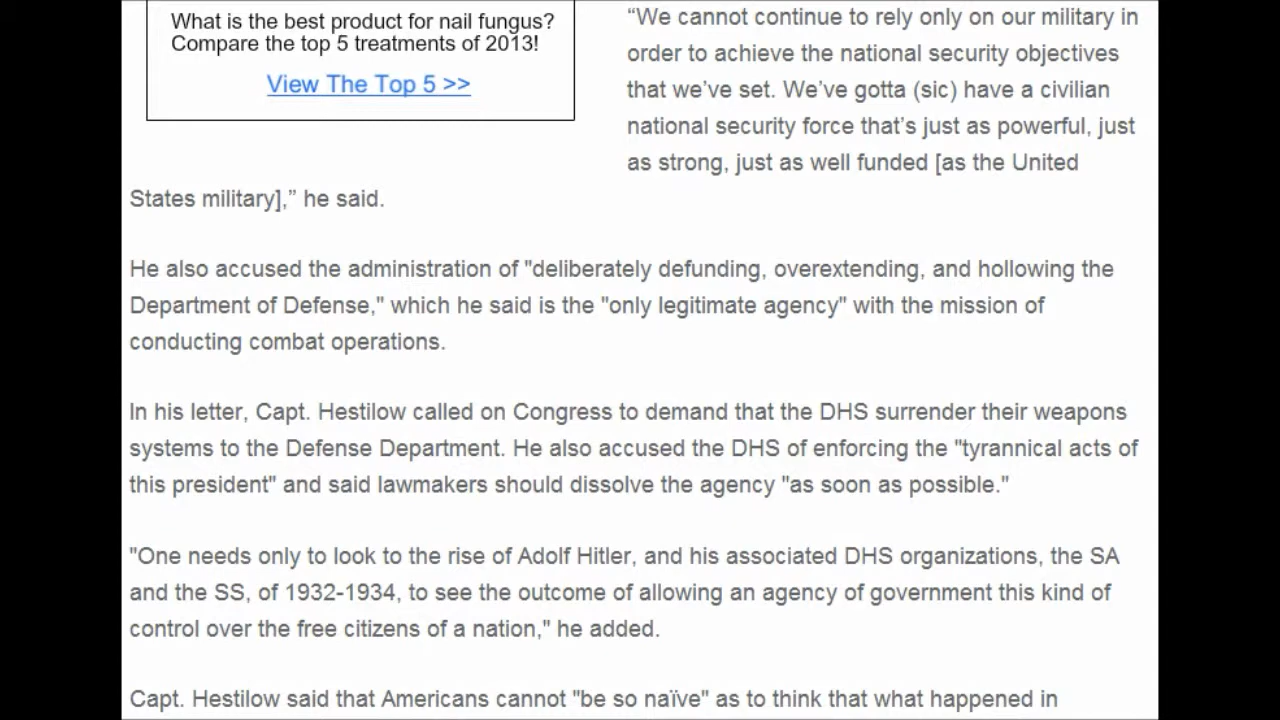 What is the best product for nail fungus?
Compare the top 5 treatments of 2013!
View The Top 5 >>
“We cannot continue to rely only on our military in
order to achieve the national security objectives
that we’ve set. We’ve gotta (sic) have a civilian
national security force that’s just as powerful, just
as strong, just as well funded [as the United
States military],” he said.
He also accused the administration of "deliberately defunding, overextending, and hollowing the
Department of Defense," which he said is the "only legitimate agency" with the mission of
conducting combat operations.
In his letter, Capt. Hestilow called on Congress to demand that the DHS surrender their weapons
systems to the Defense Department. He also accused the DHS of enforcing the "tyrannical acts of
this president" and said lawmakers should dissolve the agency "as soon as possible."
"One needs only to look to the rise of Adolf Hitler, and his associated DHS organizations, the SA
and the SS, of 1932-1934, to see the outcome of allowing an agency of government this kind of
control over the free citizens of a nation," he added.
Capt. Hestilow said that Americans cannot "be so naïve" as to think that what happened in